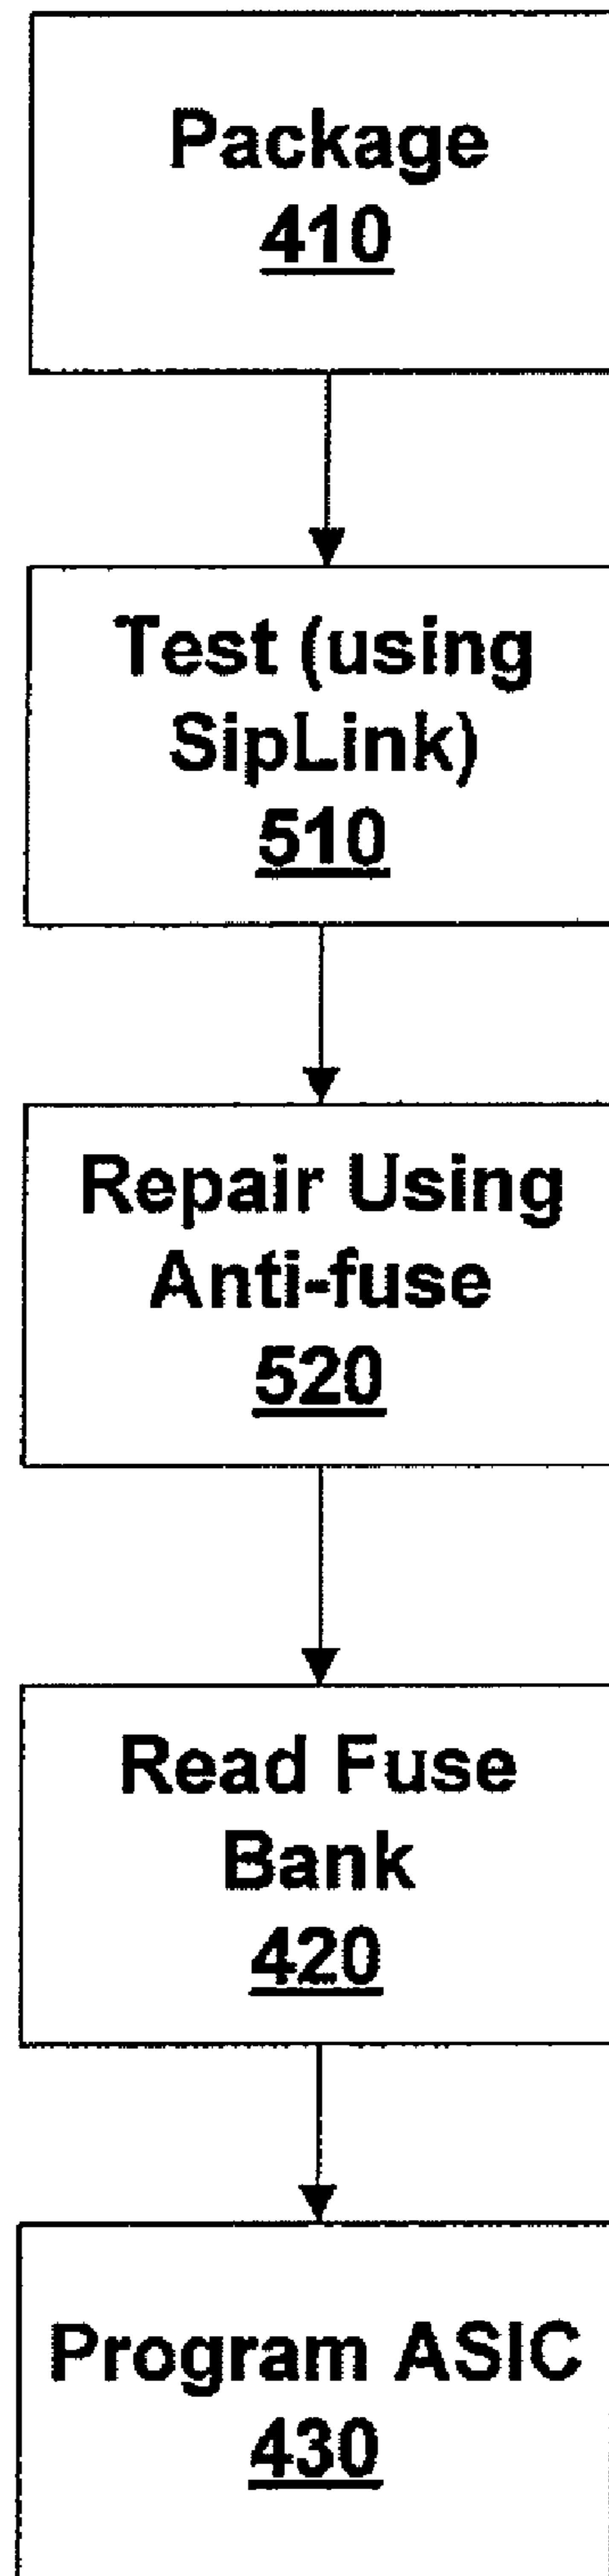 Package
410
Test (using
SipLink)
510
Repair Using
Anti-fuse
520
Read Fuse
Bank
420
Program ASIC
430